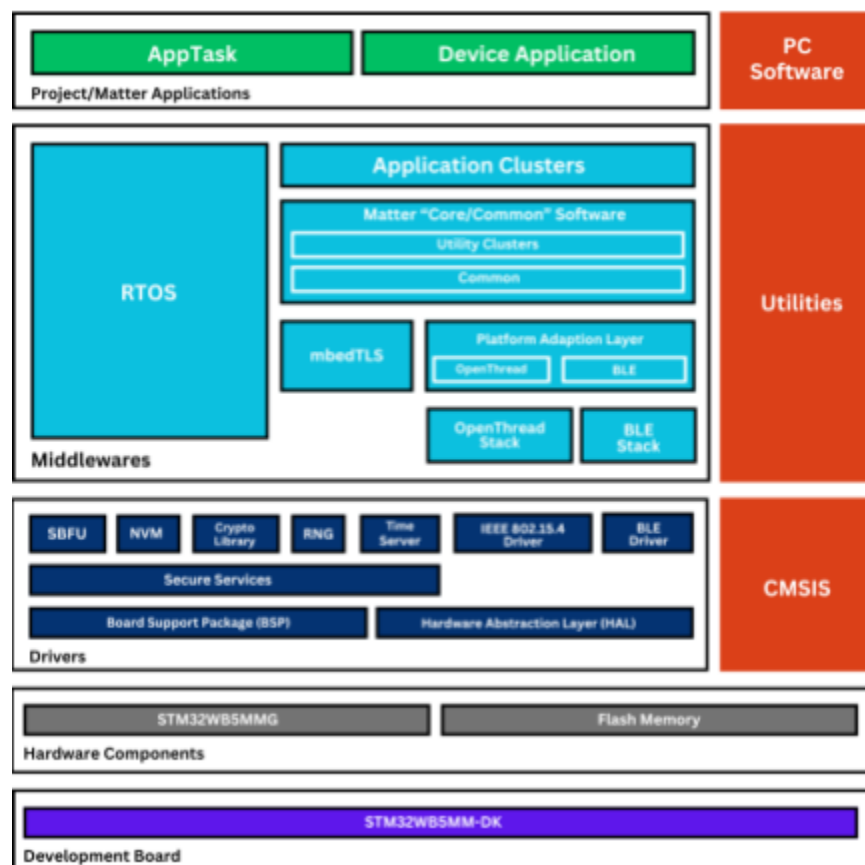 AppTask
Device Application
Project/Matter Applications
PC
Software
RTOS
Application Clusters
Matter “Core/Common” Software
Utility Clusters
Common
mbedTLS
Platform Adaption Layer
OpenThread
BLE
OpenThread
Stack
BLE
Stack
Middlewares
Utilities
SBFU
NVM
Crypto
Library
RNG
Time
Server
IEEE 802.15.4
Driver
BLE
Driver
Secure Services
Board Support Package (BSP)
Hardware Abstraction Layer (HAL)
Drivers
CMSIS
STM32WB5MMG
Flash Memory
Hardware Components
STM32WB5MM-DK
Development Board